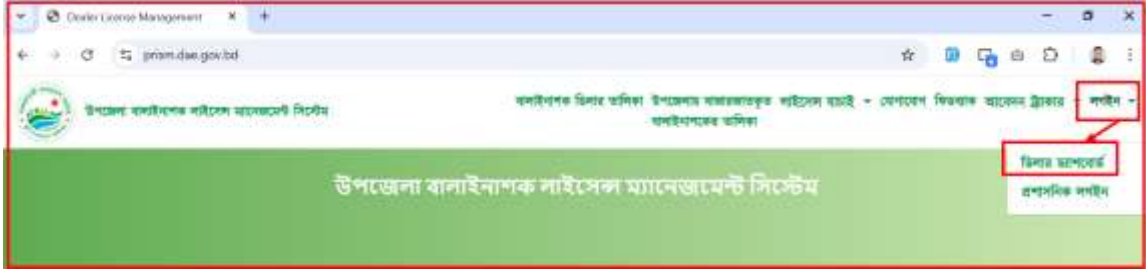 Dealer License Management
prism.dae.gov.bd
উপজেলা বালাইনাশক লাইসেন্স ম্যানেজমেন্ট সিস্টেম
বালাইনাশক ডিলার তালিকা উপজেলায় বাজারজাতকৃত লাইসেন্স যাচাই যোগাযোগ ফিডব্যাক আবেদন ট্র্যাকার লগইন
বালাইনাশকের তালিকা
ডিলার ড্যাশবোর্ড
উপজেলা বালাইনাশক লাইসেন্স ম্যানেজমেন্ট সিস্টেম
প্রশাসনিক লগইন